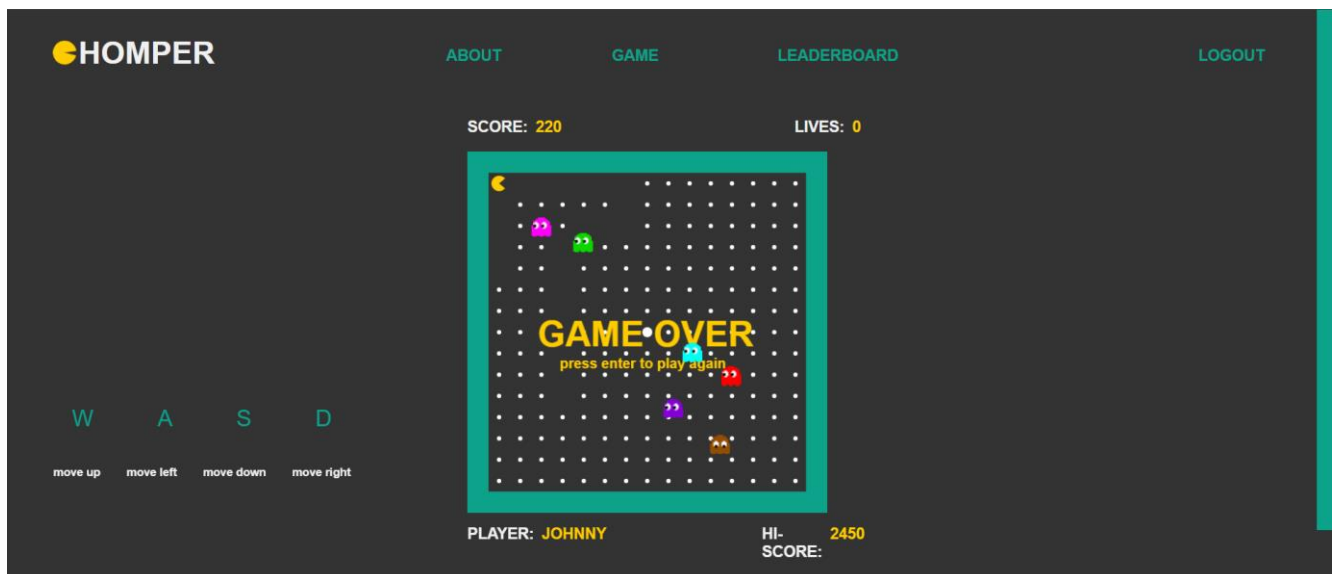 CHOMPER
ABOUT GAME LEADERBOARD LOGOUT
SCORE: 220 LIVES: 0
GAME OVER
press enter to play again
W A S D
move up move left move down move right
PLAYER: JOHNNY HI-
SCORE: 2450